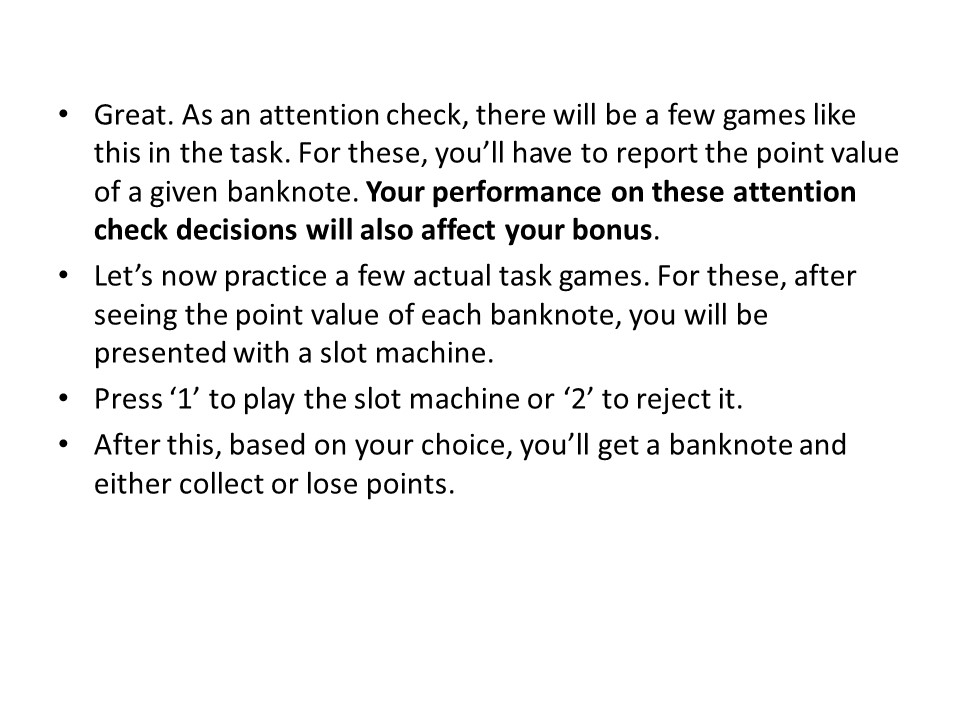 • Great. As an attention check, there will be a few games like
this in the task. For these, you’ll have to report the point value
of a given banknote. Your performance on these attention
check decisions will also affect your bonus.
• Let’s now practice a few actual task games. For these, after
seeing the point value of each banknote, you will be
presented with a slot machine.
• Press ‘1’ to play the slot machine or ‘2’ to reject it.
• After this, based on your choice, you’ll get a banknote and
either collect or lose points.